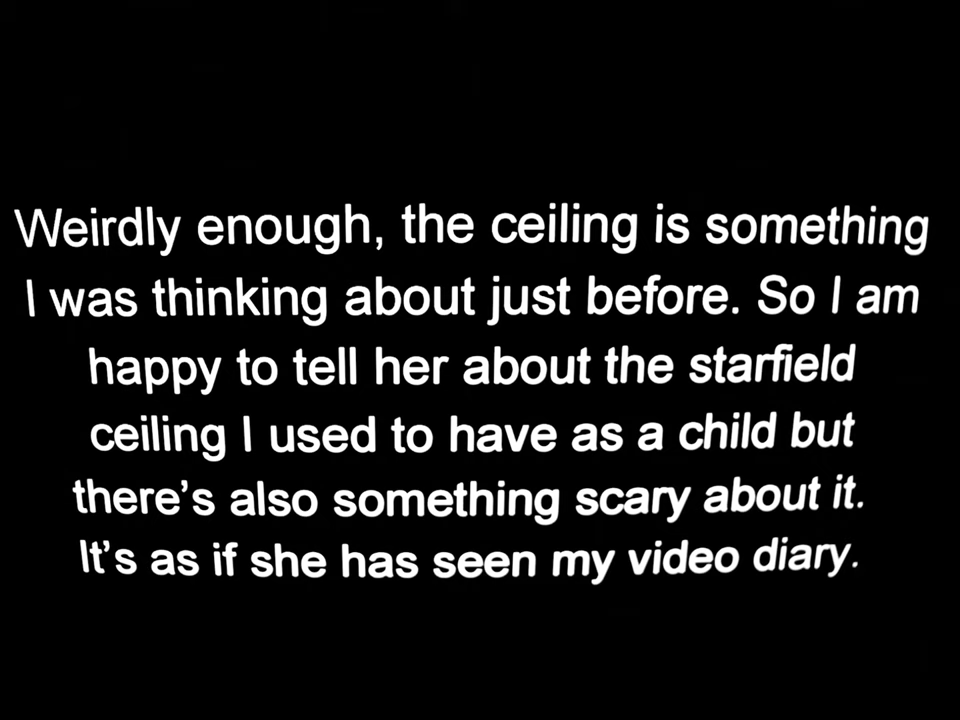 Weirdly enough, the ceiling is something
I was thinking about just before. So I am
happy to tell her about the starfield
ceiling I used to have as a child but
there’s also something scary about it.
It’s as if she has seen my video diary.